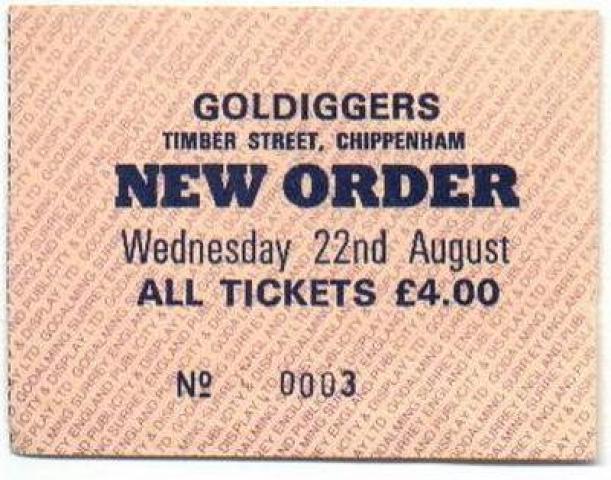 GOLDIGGERS
TIMBER STREET, CHIPPENHAM
NEW ORDER
Wednesday 22nd August
ALL TICKETS £4.00
Nº 0003